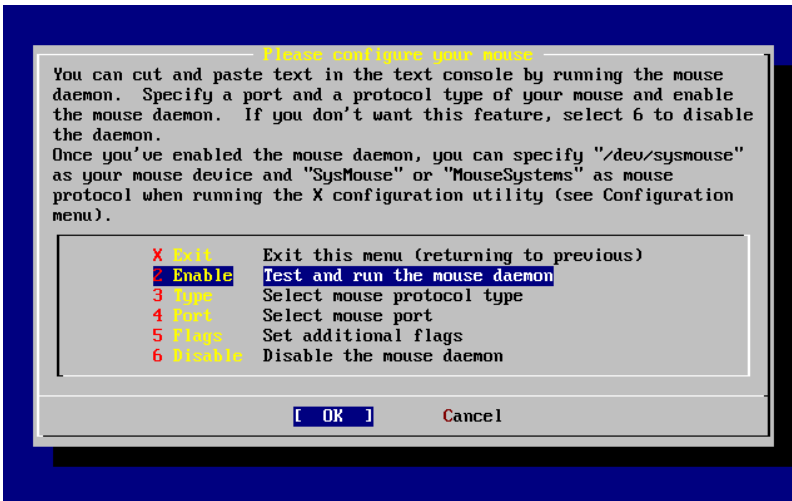 Please configure your mouse
You can cut and paste text in the text console by running the mouse
daemon.  Specify a port and a protocol type of your mouse and enable
the mouse daemon.  If you don't want this feature, select 6 to disable
the daemon.
Once you've enabled the mouse daemon, you can specify "/dev/sysmouse"
as your mouse device and "SysMouse" or "MouseSystems" as mouse
protocol when running the X configuration utility (see Configuration
menu).
X Exit    Exit this menu (returning to previous)
2 Enable  Test and run the mouse daemon
3 Type    Select mouse protocol type
4 Port    Select mouse port
5 Flags   Set additional flags
6 Disable Disable the mouse daemon
[  OK  ]    Cancel